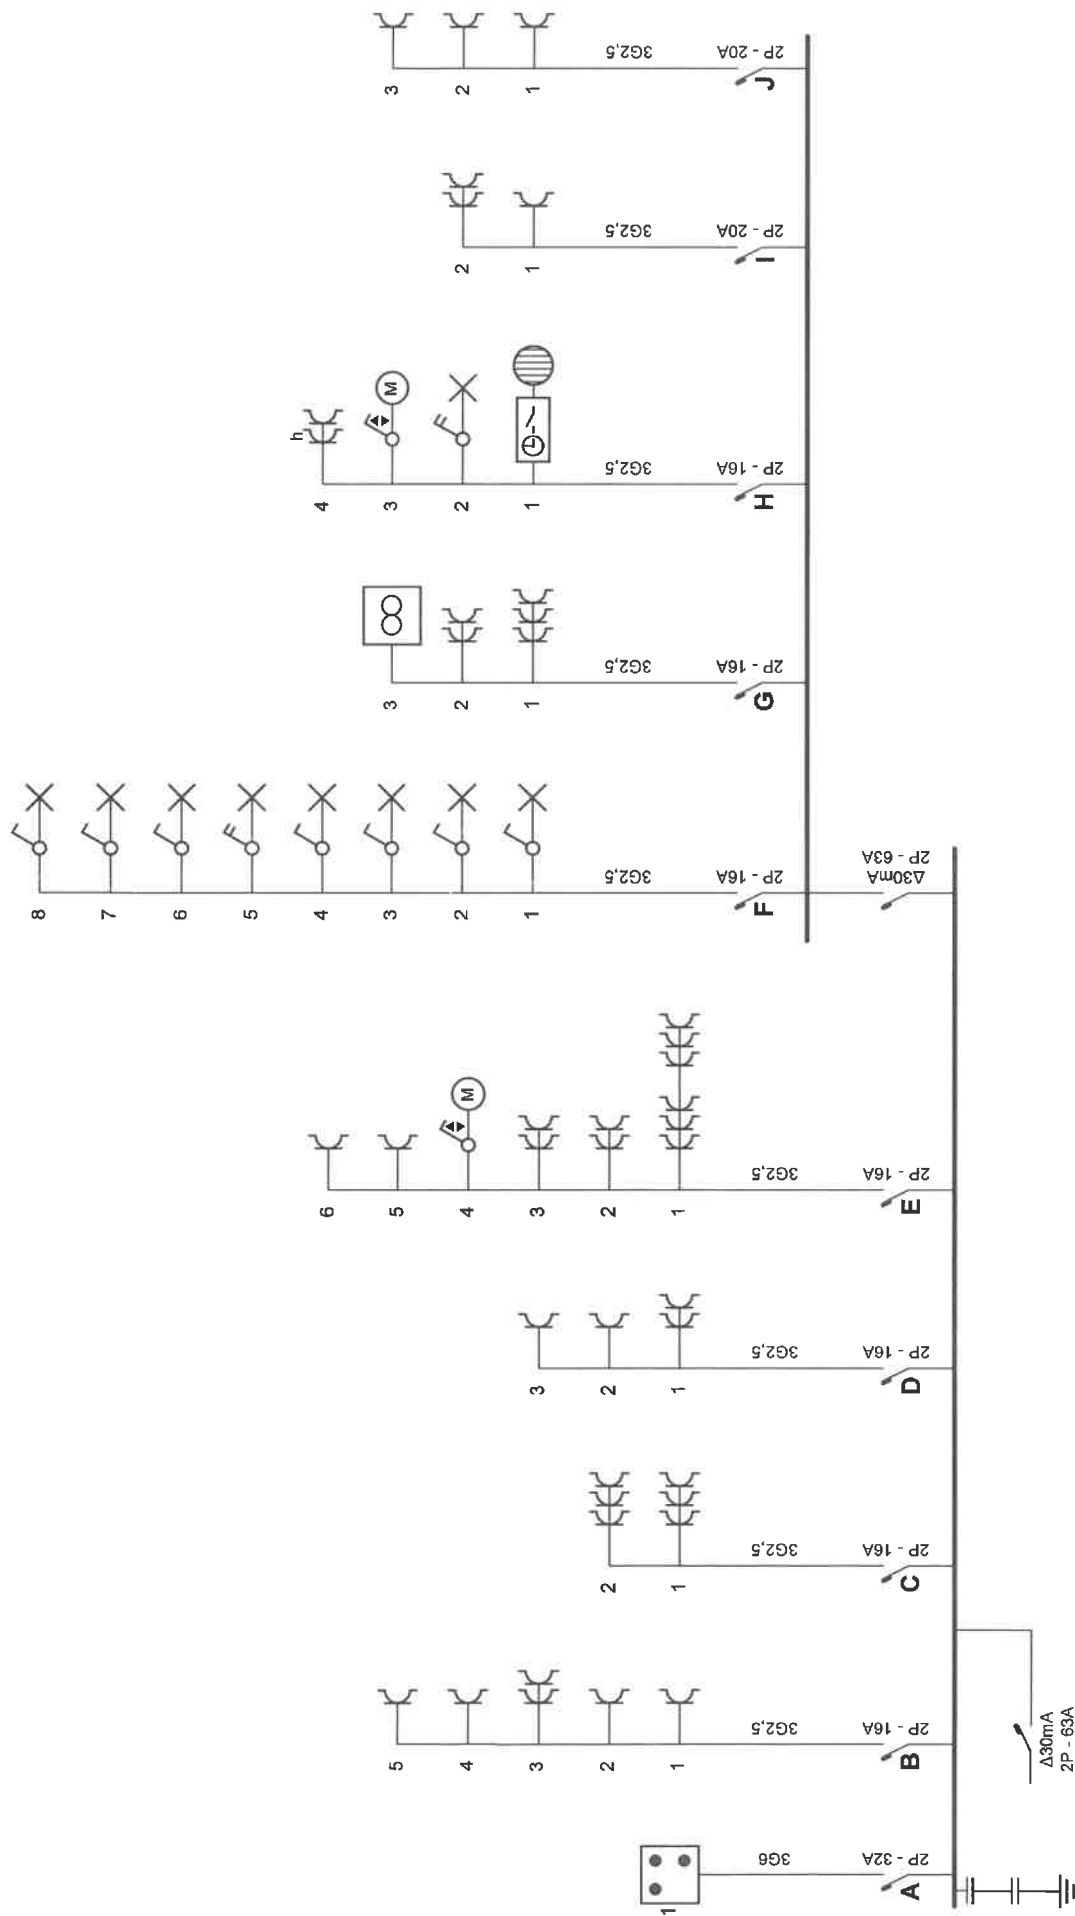 1
3G6
2P - 32A
A
5
4
3
2
1
3G2,5
2P - 16A
B
Δ30mA
2P - 63A
2
1
3G2,5
2P - 16A
C
3
2
1
3G2,5
2P - 16A
D
6
5
4
M
3
2
1
3G2,5
2P - 16A
E
8
7
6
5
4
3
2
1
3G2,5
2P - 16A
F
Δ30mA
2P - 63A
3
2
1
3G2,5
2P - 16A
G
4
h
3
M
2
1
3G2,5
2P - 16A
H
2
1
3G2,5
2P - 20A
I
3
2
1
3G2,5
2P - 20A
J